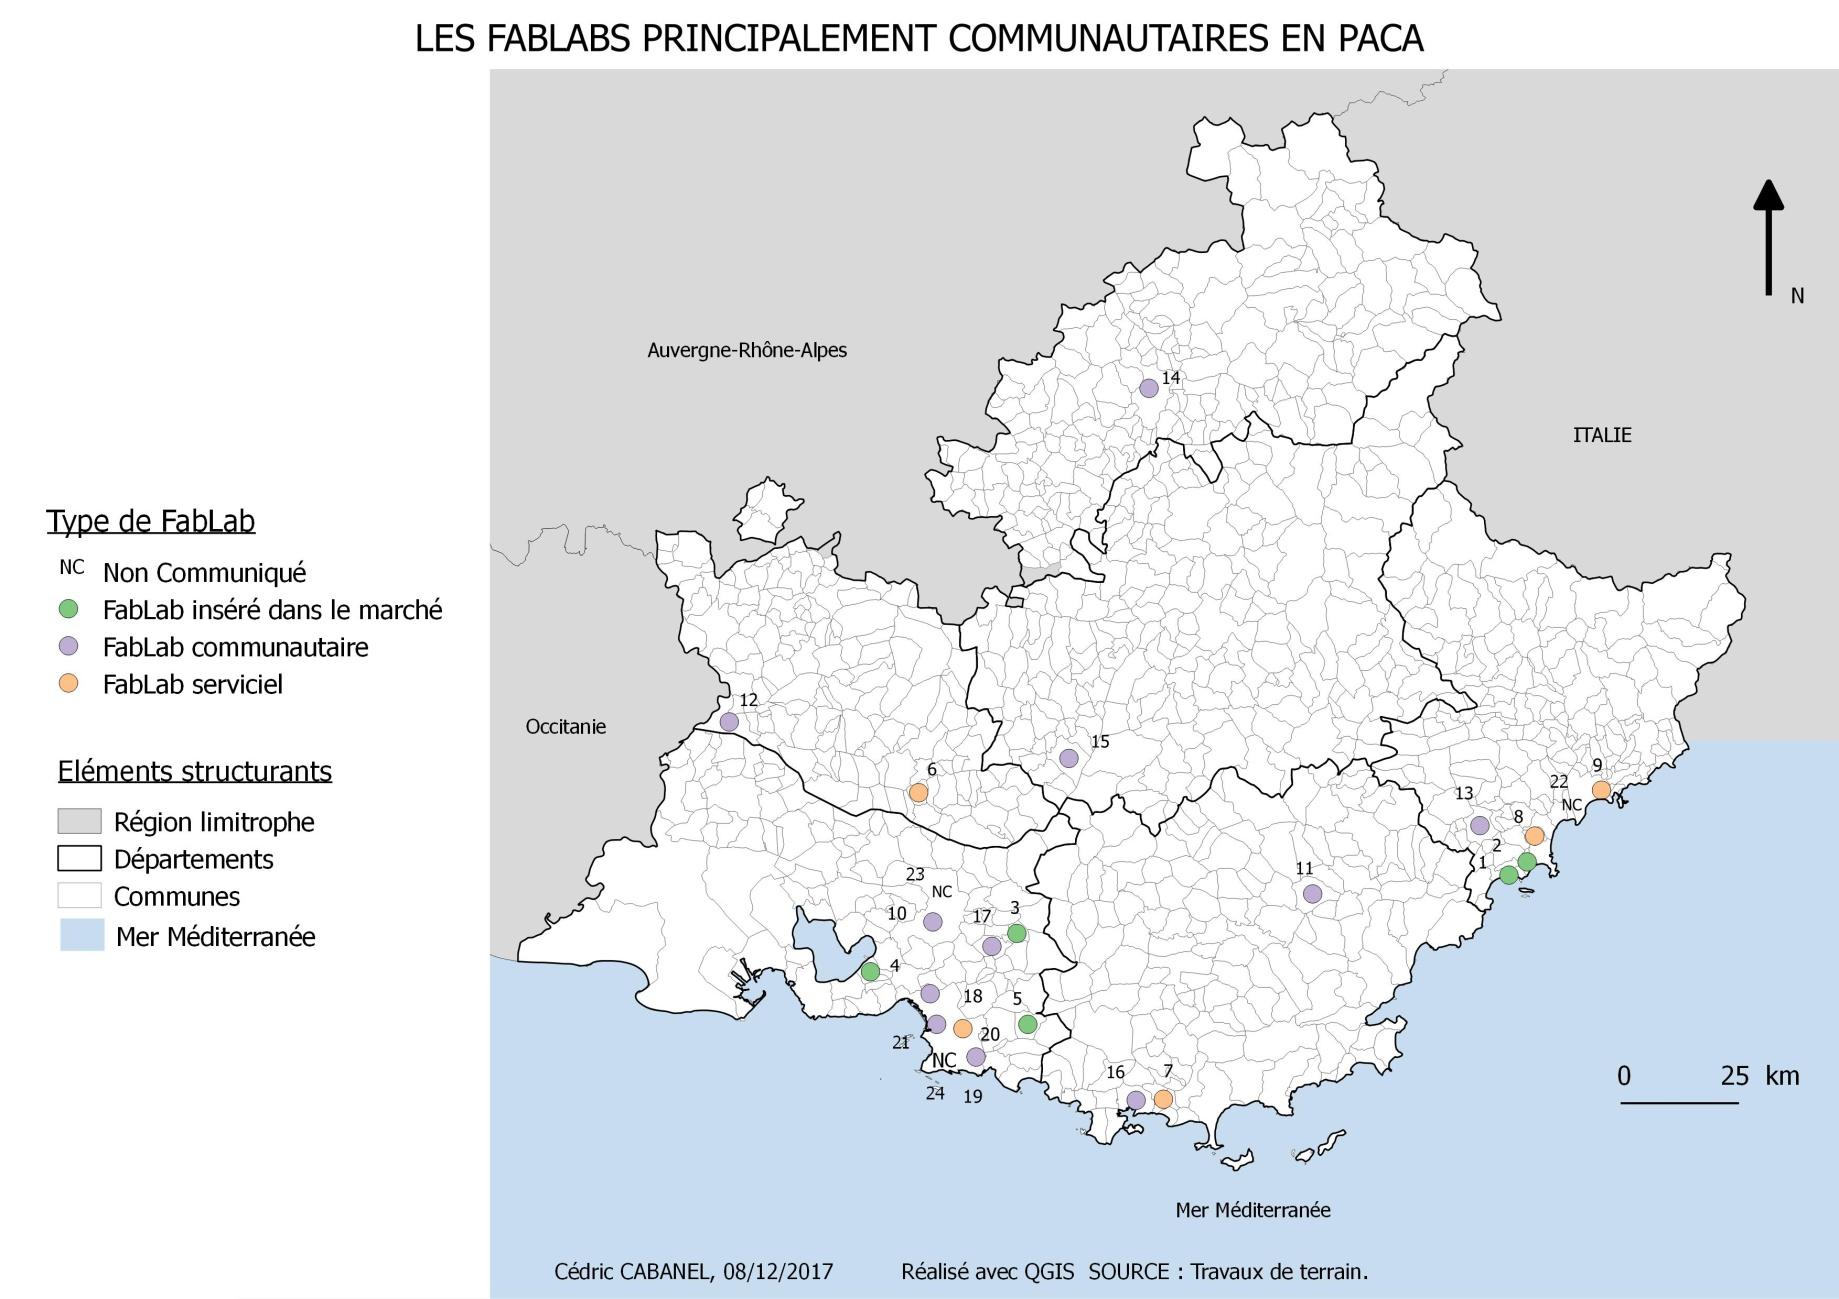 LES FABLABS PRINCIPALEMENT COMMUNAUTAIRES EN PACA
N
Auvergne-Rhône-Alpes
14
ITALIE
Type de FabLab
NC Non Communiqué
FabLab inséré dans le marché
FabLab communautaire
FabLab serviciel
12
Occitanie
15
6
9
22
NC
13
8
2
1
11
23
NC
10
17
3
4
18
5
20
21
NC
24
19
16
7
Eléments structurants
Région limitrophe
Départements
Communes
Mer Méditerranée
0 25 km
Mer Méditerranée
Cédric CABANEL, 08/12/2017 Réalisé avec QGIS SOURCE : Travaux de terrain.